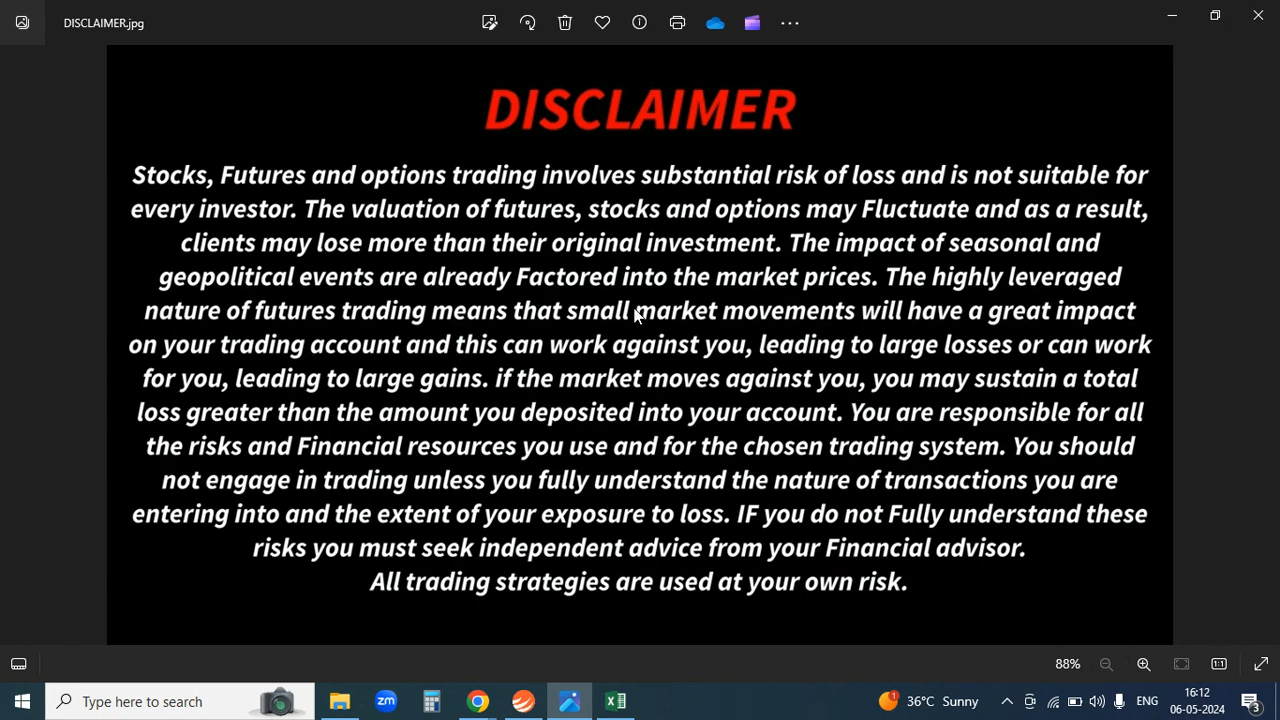 DISCLAIMER.jpg
DISCLAIMER
Stocks, Futures and options trading involves substantial risk of loss and is not suitable for
every investor. The valuation of futures, stocks and options may Fluctuate and as a result,
clients may lose more than their original investment. The impact of seasonal and
geopolitical events are already Factored into the market prices. The highly leveraged
nature of futures trading means that small market movements will have a great impact
on your trading account and this can work against you, leading to large losses or can work
for you, leading to large gains. if the market moves against you, you may sustain a total
loss greater than the amount you deposited into your account. You are responsible for all
the risks and Financial resources you use and for the chosen trading system. You should
not engage in trading unless you fully understand the nature of transactions you are
entering into and the extent of your exposure to loss. IF you do not Fully understand these
risks you must seek independent advice from your Financial advisor.
All trading strategies are used at your own risk.
88%
1:1
Type here to search
zm
1
36°C Sunny
ENG
16:12
06-05-2024
3